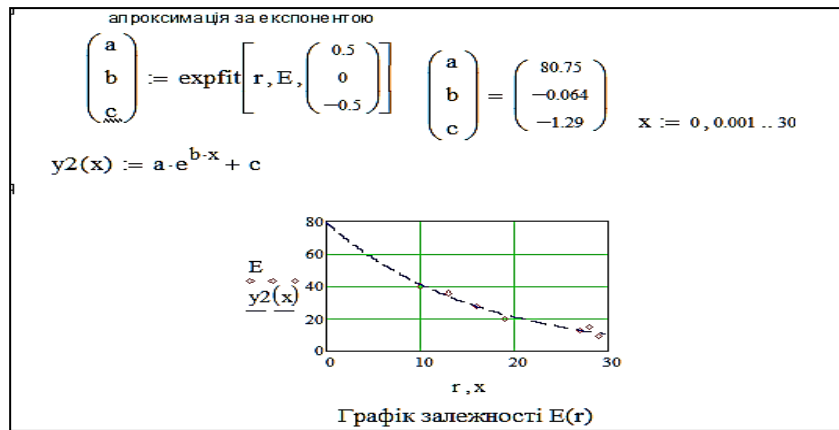 апроксимація за експонентою
( a b c ) := expfit[ r , E , ( 0.5 0 −0.5 ) ] ( a b c ) = ( 80.75 −0.064 −1.29 ) x := 0 , 0.001 .. 30
y2(x) := a·e^b·x + c
80
60
40
20
0
E
y2(x)
0 10 20 30
r , x
Графік залежності E(r)